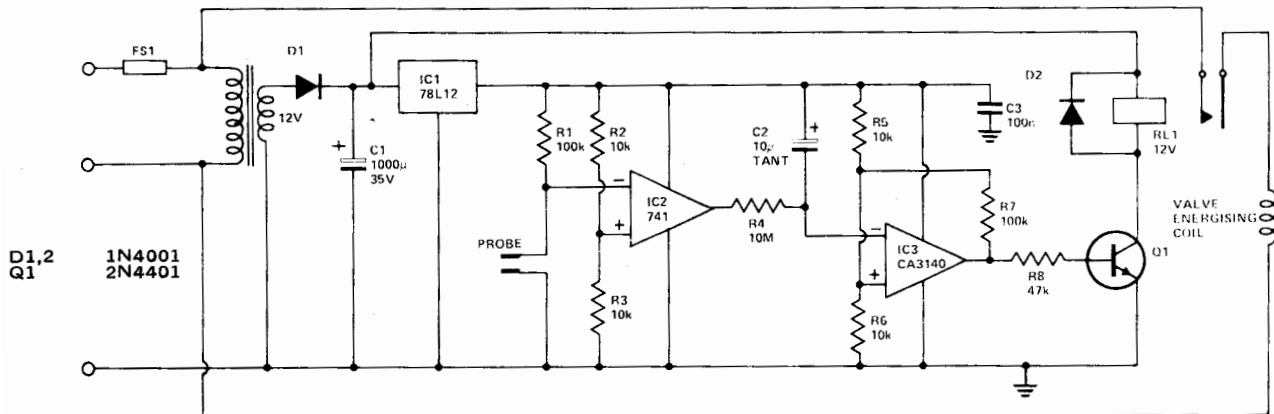 FS1
D1
12V
+
C1
1000µ
35V
IC1
78L12
R1
100k
R2
10k
R3
10k
PROBE
−
+
IC2
741
R4
10M
C2
10µ
TANT
+
R5
10k
R6
10k
−
+
IC3
CA3140
R7
100k
R8
47k
C3
100n
D2
RL1
12V
Q1
VALVE
ENERGISING
COIL
D1,2 1N4001
Q1 2N4401